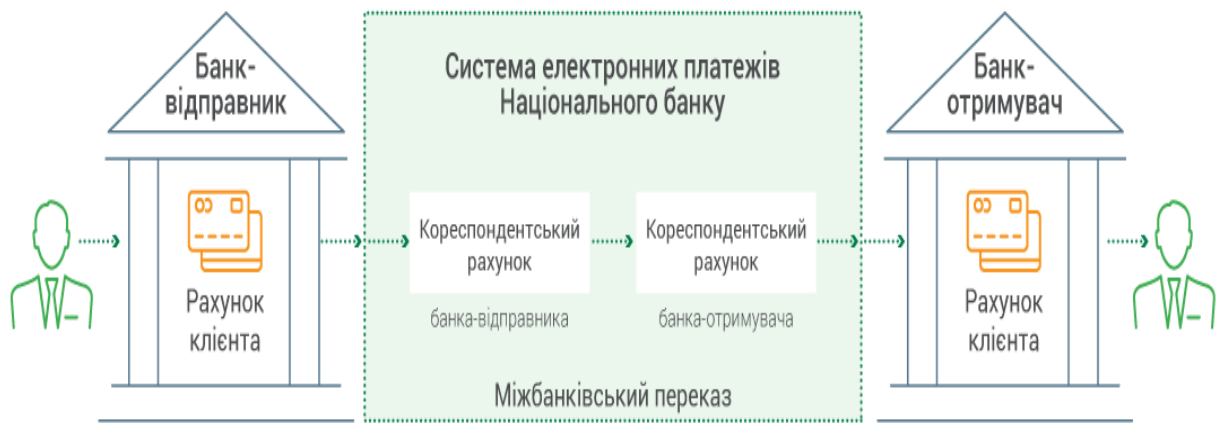 Банк-
відправник
Рахунок
клієнта
Система електронних платежів
Національного банку
Кореспондентський
рахунок
банка-відправника
Кореспондентський
рахунок
банка-отримувача
Міжбанківський переказ
Банк-
отримувач
Рахунок
клієнта